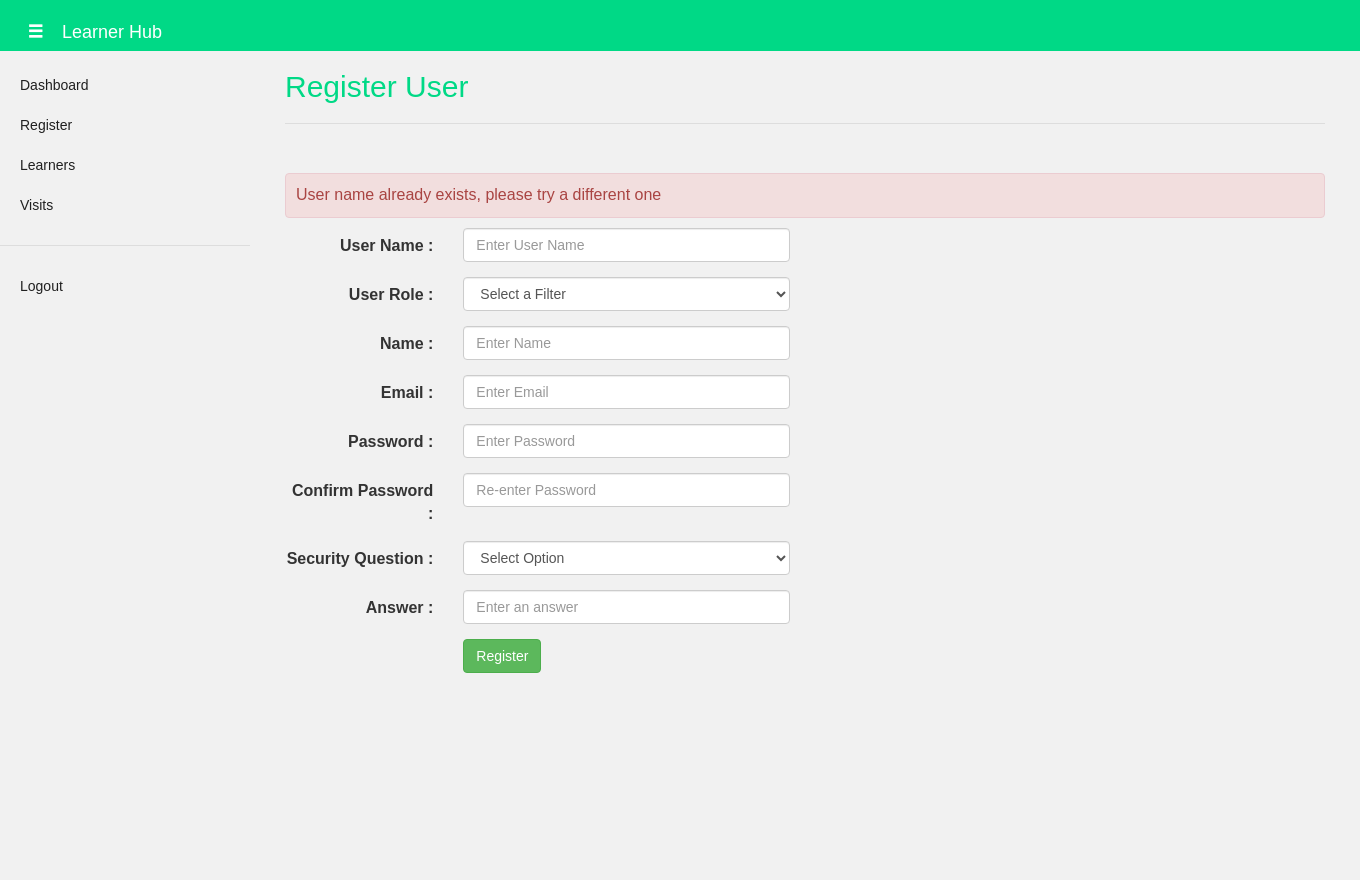 Learner Hub
Dashboard
Register
Learners
Visits
Logout
Register User
User name already exists, please try a different one
User Name : Enter User Name
User Role : Select a Filter
Name : Enter Name
Email : Enter Email
Password : Enter Password
Confirm Password Re-enter Password
:
Security Question : Select Option
Answer : Enter an answer
Register